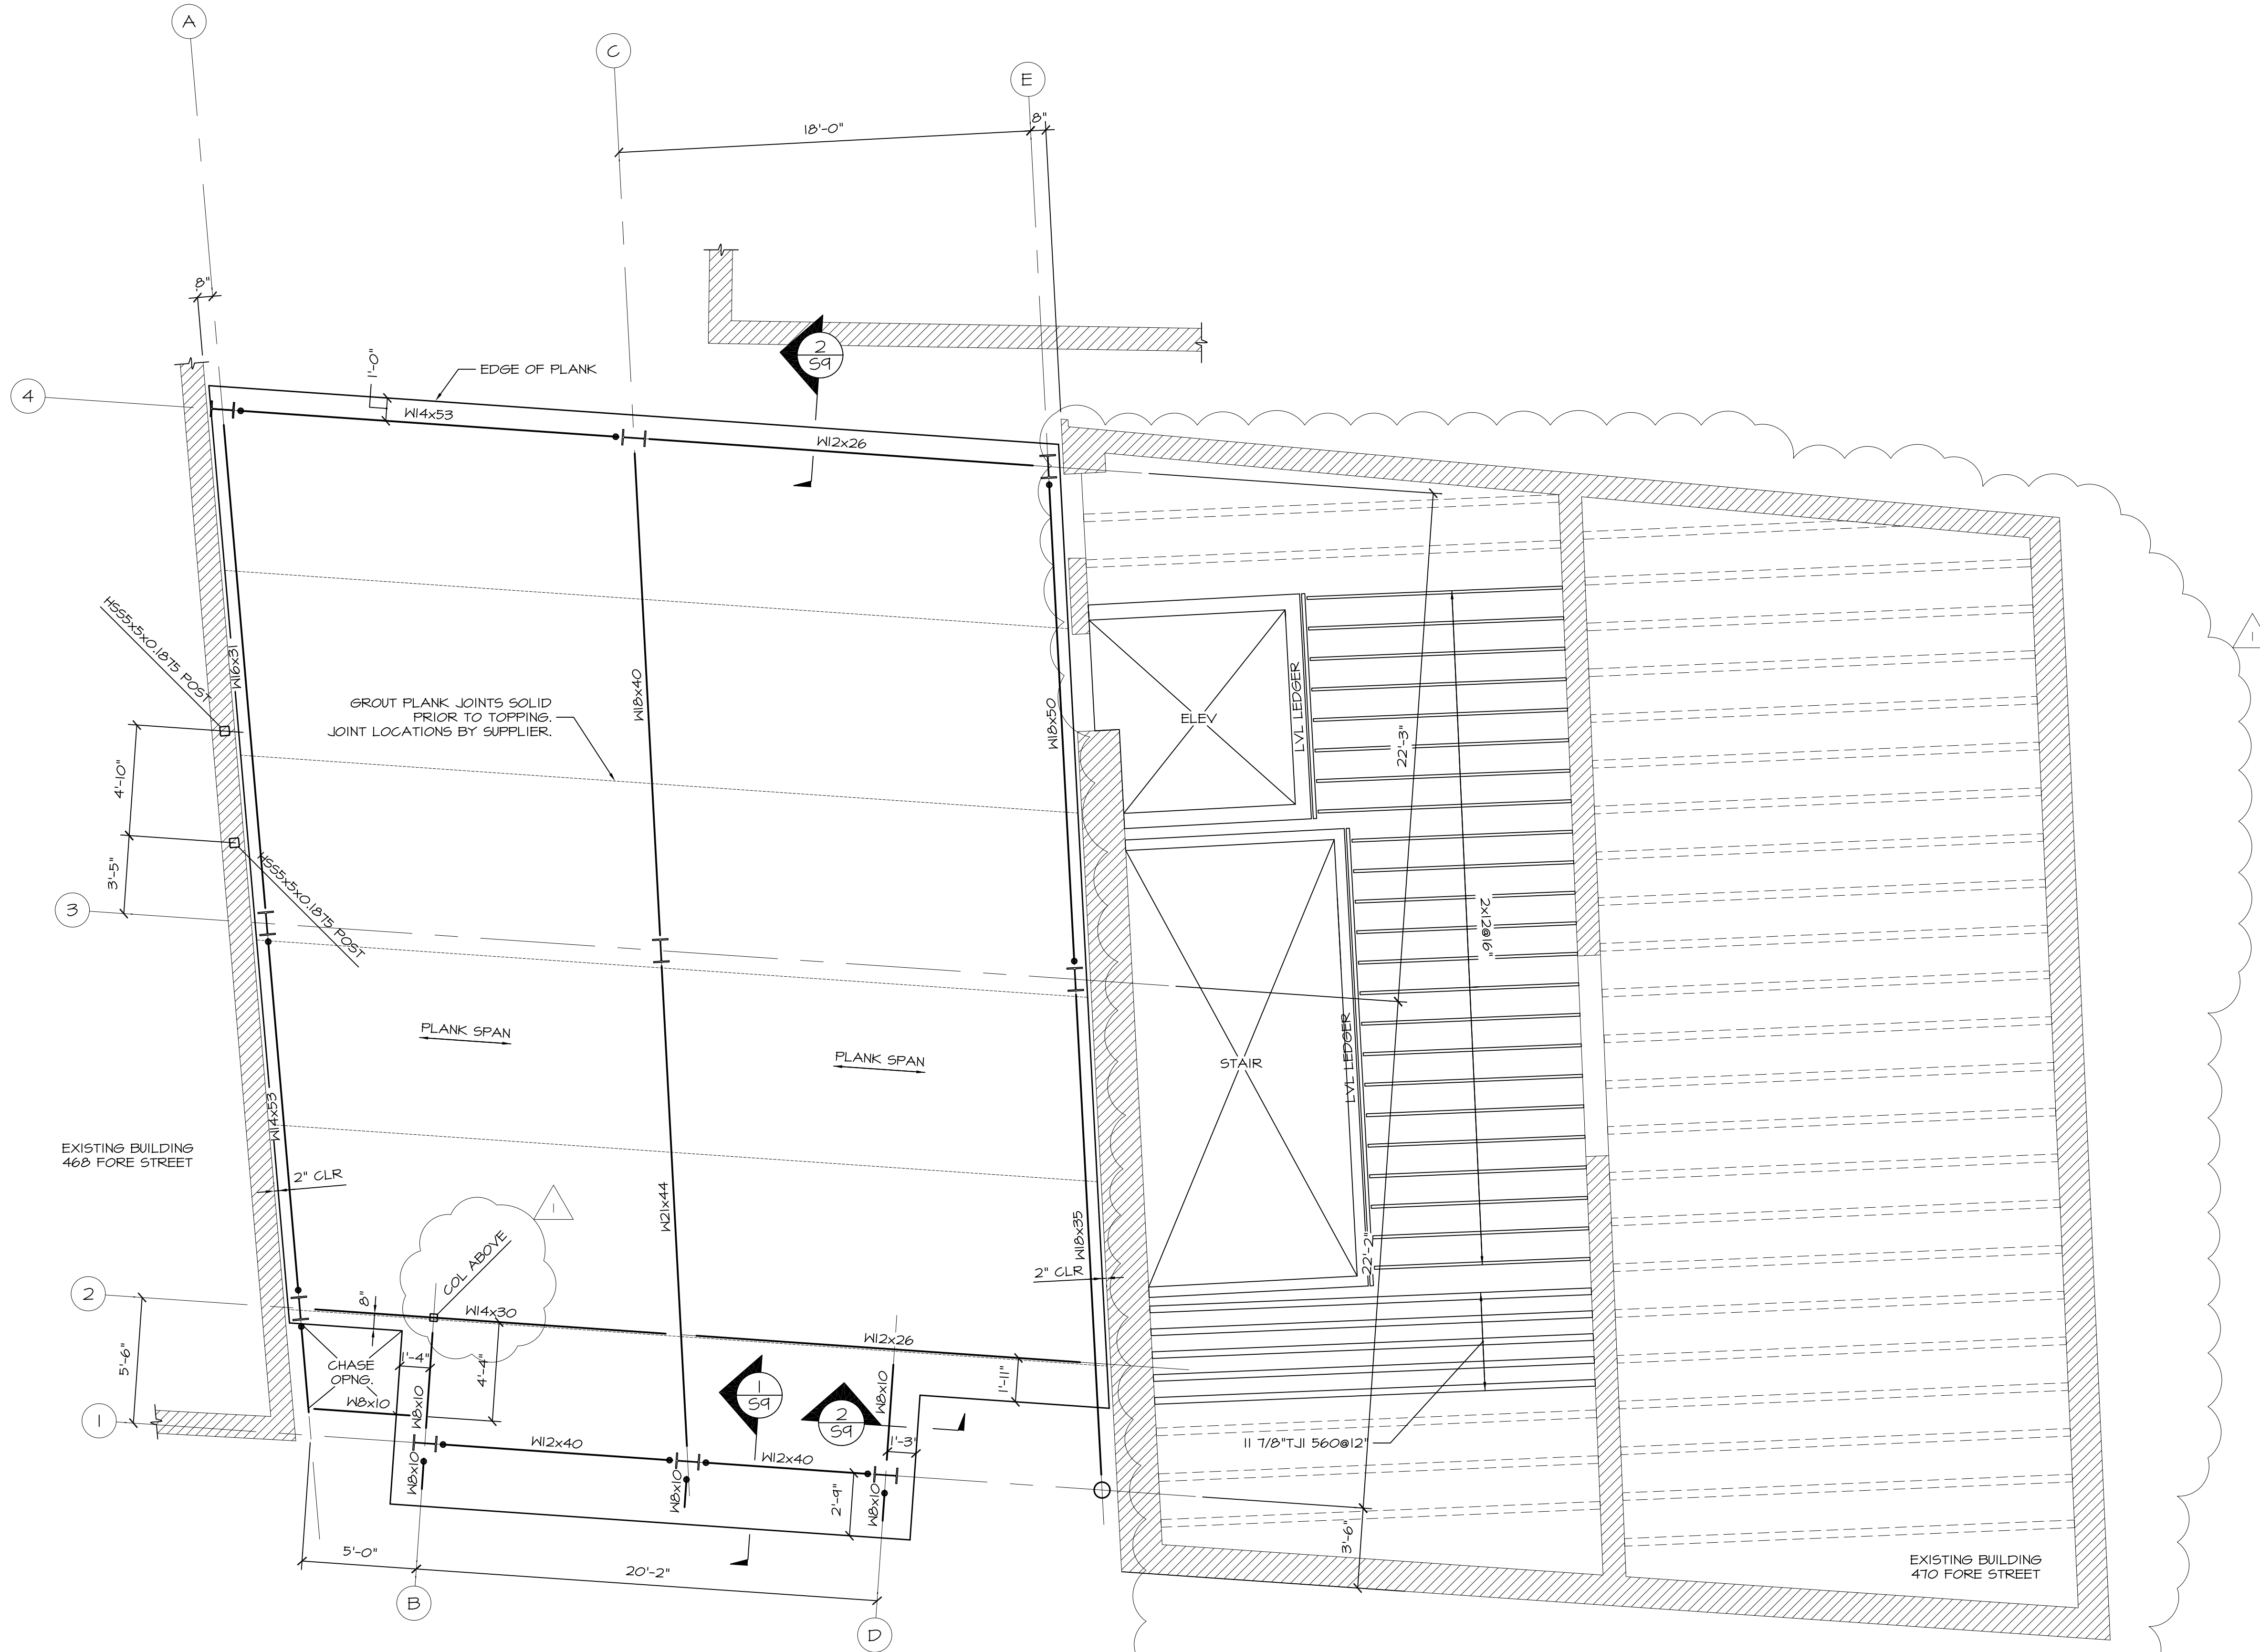 A
C
E
18'-0"
8"
8"
2
S9
1'-0"
EDGE OF PLANK
4
W14x53
W12x26
HSS5x5x0.1875 POST
W16x31
GROUT PLANK JOINTS SOLID
PRIOR TO TOPPING.
JOINT LOCATIONS BY SUPPLIER.
W18x40
W18x50
ELEV
LVL LEDGER
22'-3"
1
4'-10"
3'-5"
HSS5x5x0.1875 POST
3
2x12@16"
PLANK SPAN
PLANK SPAN
STAIR
LVL LEDGER
W14x53
EXISTING BUILDING
468 FORE STREET
2" CLR
1
W21x44
W18x35
COL ABOVE
2" CLR
22'-2"
2
8"
W14x30
W12x26
5'-6"
CHASE
OPNG.
1'-4"
4'-4"
W8x10
W8x10
1
S9
2
S9
W8x10
1'-11"
1
1'-3"
W12x40
W12x40
11 7/8"TJI 560@12"
W8x10
W8x10
2'-9"
W8x10
3'-6"
5'-0"
20'-2"
EXISTING BUILDING
470 FORE STREET
B
D